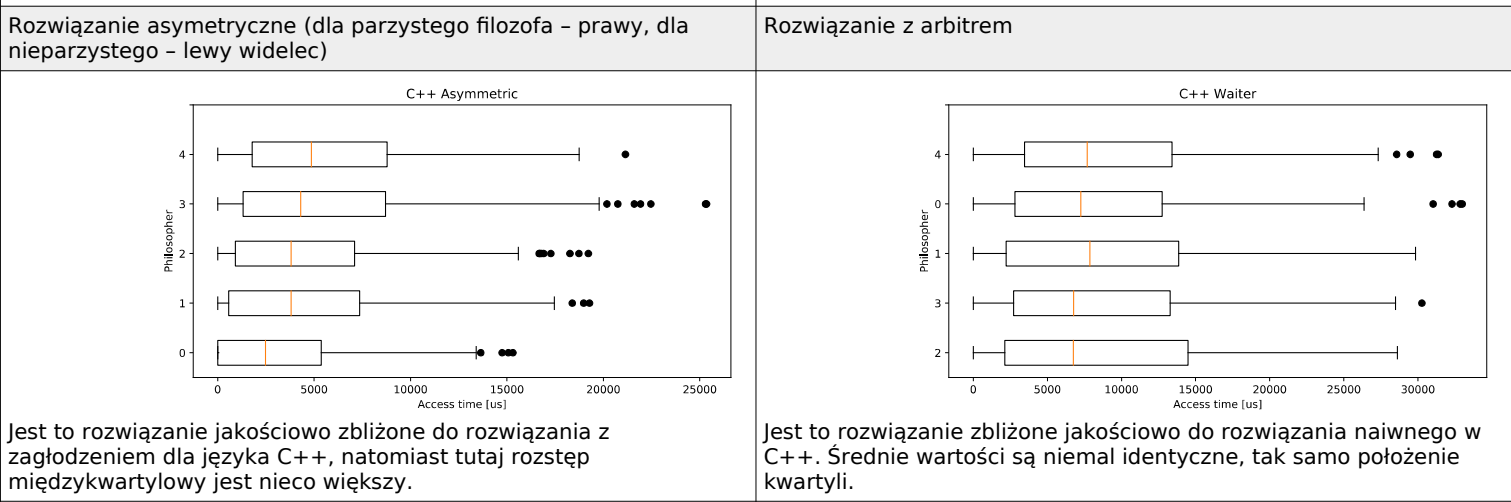 Rozwiązanie asymetryczne (dla parzystego filozofa – prawy, dla
nieparzystego – lewy widelec)
C++ Asymmetric
Philosopher
4
3
2
1
0
0 5000 10000 15000 20000 25000
Access time [us]
Jest to rozwiązanie jakościowo zbliżone do rozwiązania z
zagłodzeniem dla języka C++, natomiast tutaj rozstęp
międzykwartylowy jest nieco większy.
Rozwiązanie z arbitrem
C++ Waiter
Philosopher
4
0
1
3
2
0 5000 10000 15000 20000 25000 30000
Access time [us]
Jest to rozwiązanie zbliżone jakościowo do rozwiązania naiwnego w
C++. Średnie wartości są niemal identyczne, tak samo położenie
kwartyli.